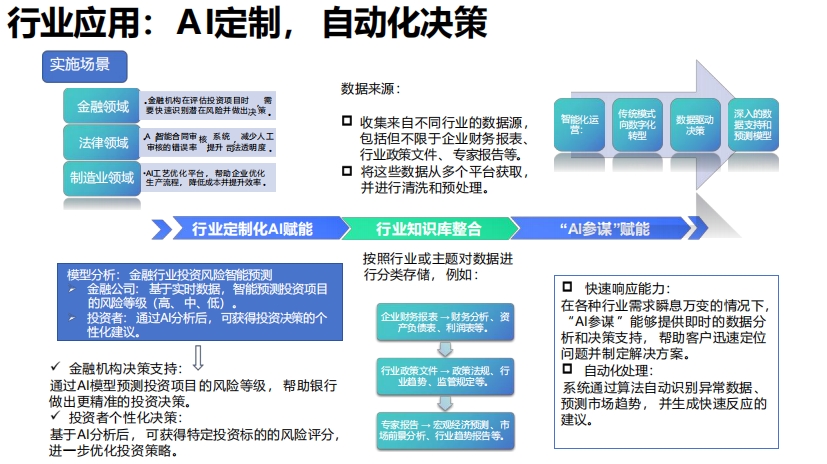 行业应用：AI定制，自动化决策
实施场景
金融领域
•金融机构在评估投资项目时 需
要快速识别潜在风险并做出决策。
法律领域
AI智能合同审核系统 减少人工
审核的错误率 提升司法透明度。
制造业领域
•AI工艺优化平台，帮助企业优化
生产流程，降低成本并提升效率。
数据来源：
收集来自不同行业的数据源，
包括但不限于企业财务报表、
行业政策文件、专家报告等。
将这些数据从多个平台获取，
并进行清洗和预处理。
智能化运
营：
传统模式
向数字化
转型
数据驱动
决策
深入的数
据支持和
预测模型
行业定制化AI赋能
行业知识库整合
“AI参谋”赋能
模型分析：金融行业投资风险智能预测
金融公司：基于实时数据，智能预测投资项目
的风险等级（高、中、低）。
投资者：通过AI分析后，可获得投资决策的个
性化建议。
✓ 金融机构决策支持：
通过AI模型预测投资项目的风险等级，帮助银行
做出更精准的投资决策。
✓ 投资者个性化决策：
基于AI分析后，可获得特定投资标的的风险评分，
进一步优化投资策略。
按照行业或主题对数据进
行分类存储，例如：
企业财务报表 → 财务分析、资
产负债表、利润表等。
行业政策文件 → 政策法规、行
业趋势、监管规定等。
专家报告 → 宏观经济预测、市
场前景分析、行业趋势报告等。
快速响应能力：
在各种行业需求瞬息万变的情况下，
“AI参谋”能够提供即时的数据分
析和决策支持，帮助客户迅速定位
问题并制定解决方案。
自动化处理：
系统通过算法自动识别异常数据、
预测市场趋势，并生成快速反应的
建议。